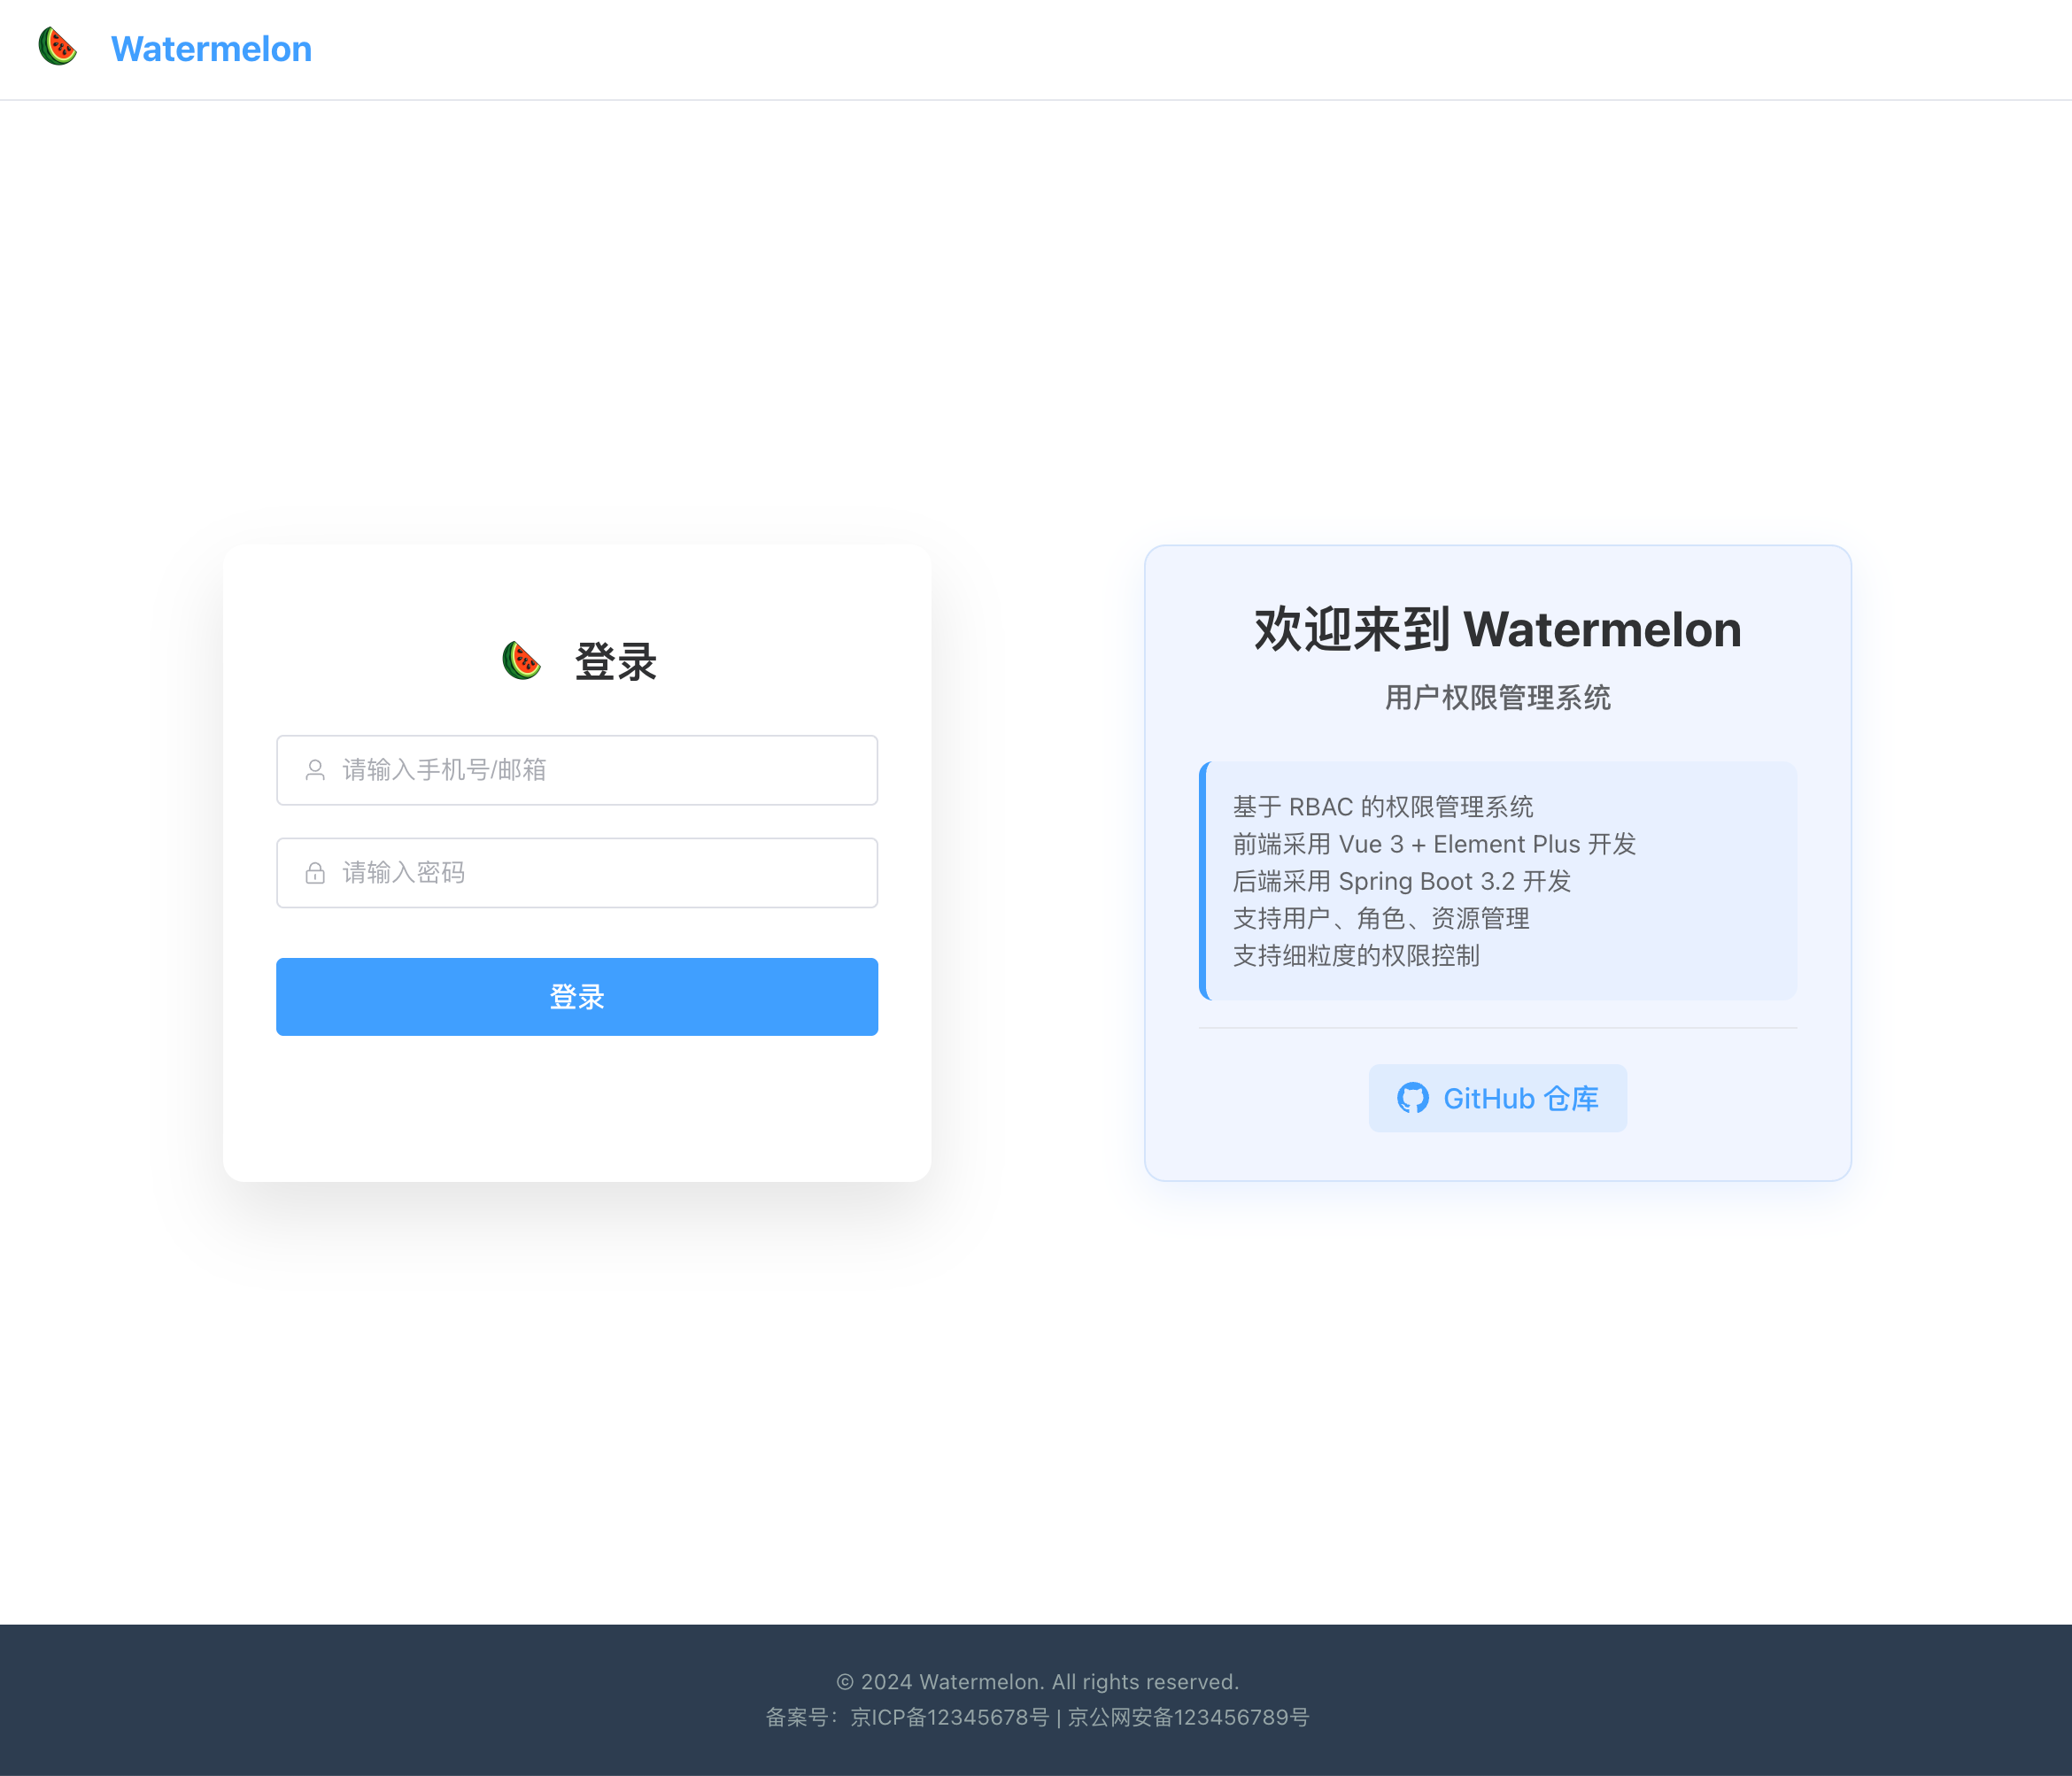 Watermelon
登录
请输入手机号/邮箱
请输入密码
登录
欢迎来到 Watermelon
用户权限管理系统
基于 RBAC 的权限管理系统
前端采用 Vue 3 + Element Plus 开发
后端采用 Spring Boot 3.2 开发
支持用户、角色、资源管理
支持细粒度的权限控制
GitHub 仓库
© 2024 Watermelon. All rights reserved.
备案号：京ICP备12345678号 | 京公网安备123456789号